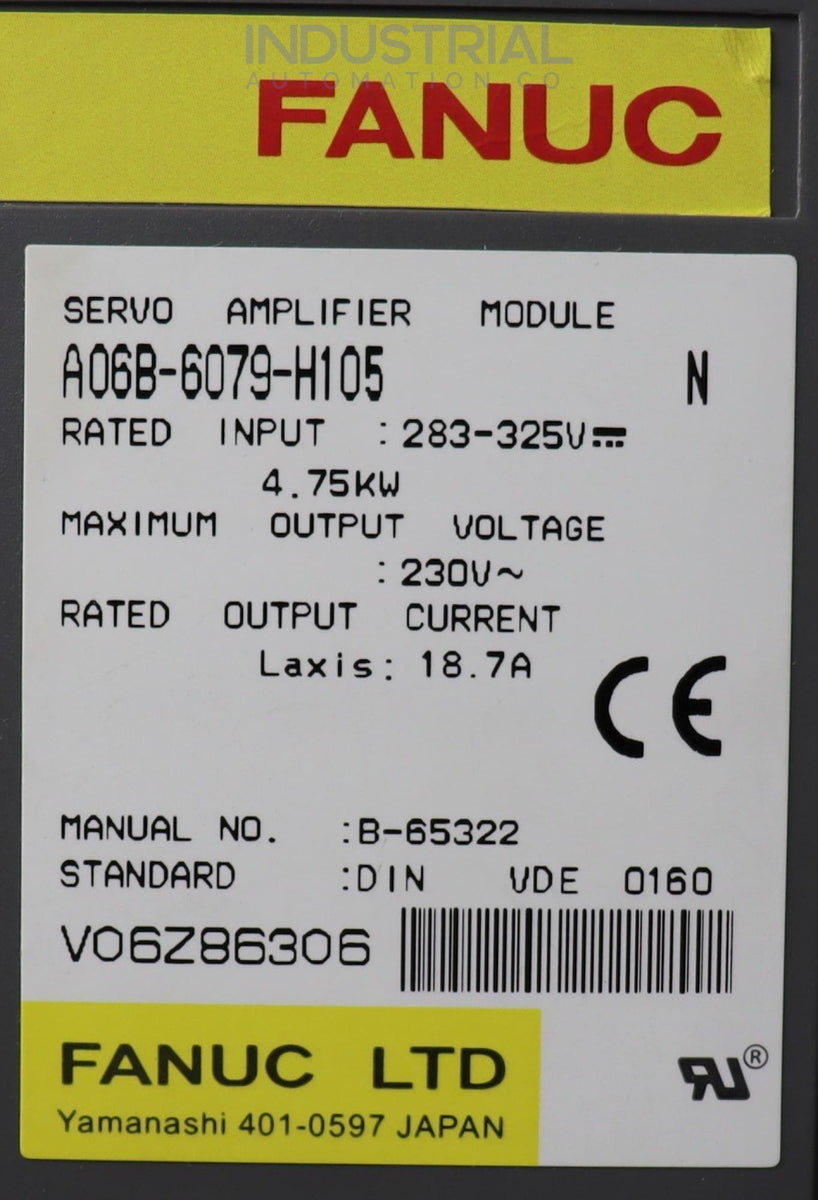 INDUSTRIAL
AUTOMATION CO
FANUC
SERVO AMPLIFIER MODULE
A06B-6079-H105 N
RATED INPUT :283-325V⎓
4.75KW
MAXIMUM OUTPUT VOLTAGE
:230V~
RATED OUTPUT CURRENT
Laxis: 18.7A
CE
MANUAL NO. :B-65322
STANDARD :DIN VDE 0160
V06Z86306
FANUC LTD
Yamanashi 401-0597 JAPAN
RU®